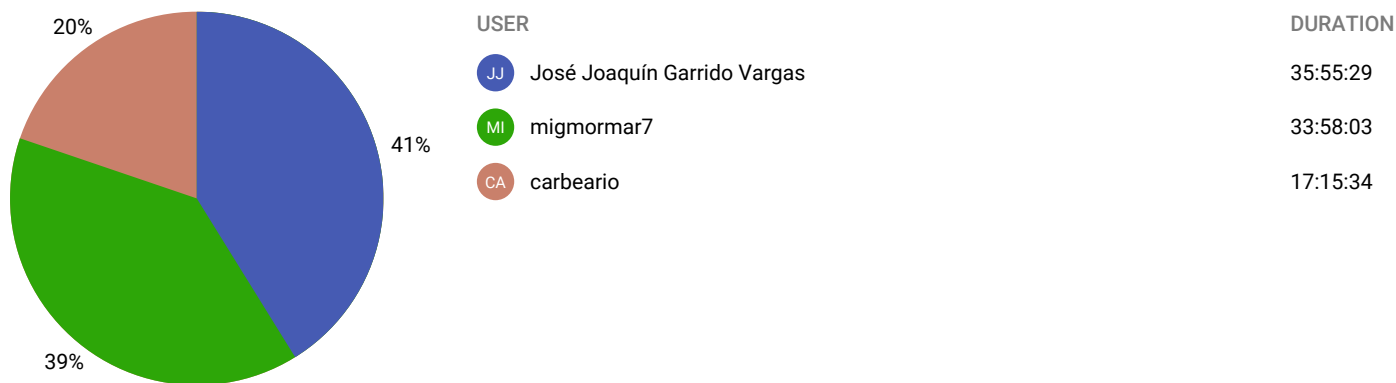 20%
41%
39%
USER DURATION
JJ José Joaquín Garrido Vargas 35:55:29
MI migmormar7 33:58:03
CA carbeario 17:15:34